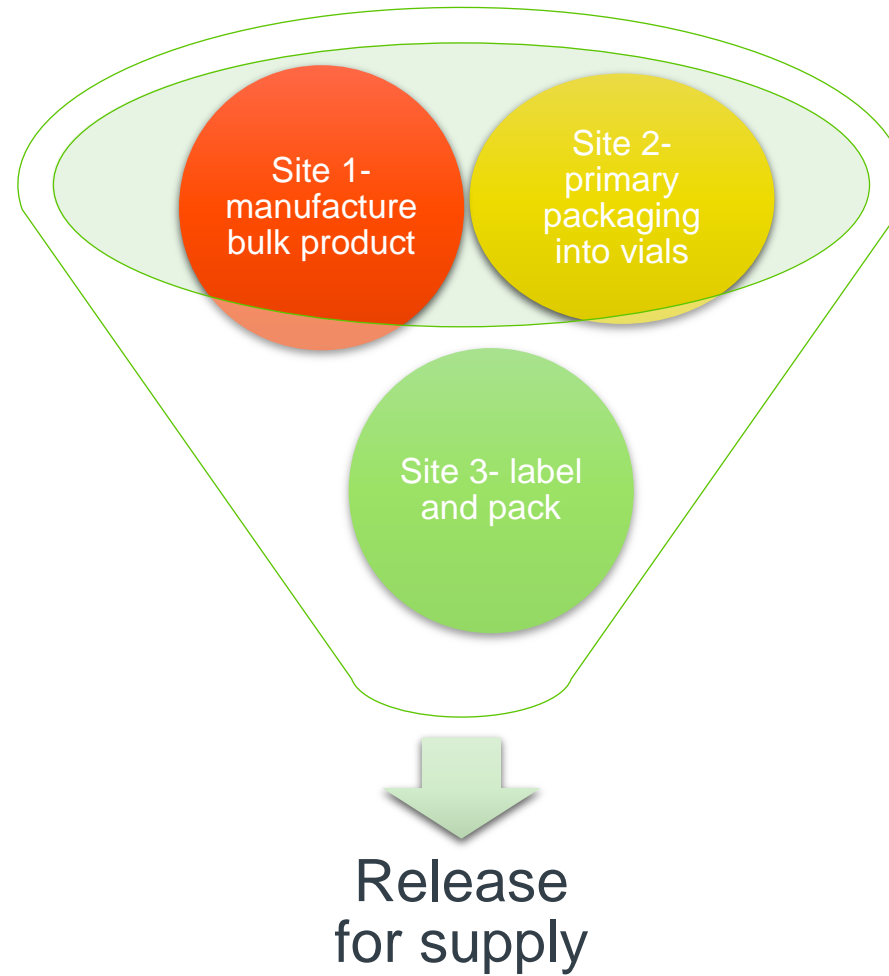 Site 1-
manufacture
bulk product
Site 2-
primary
packaging
into vials
Site 3- label
and pack
Release
for supply